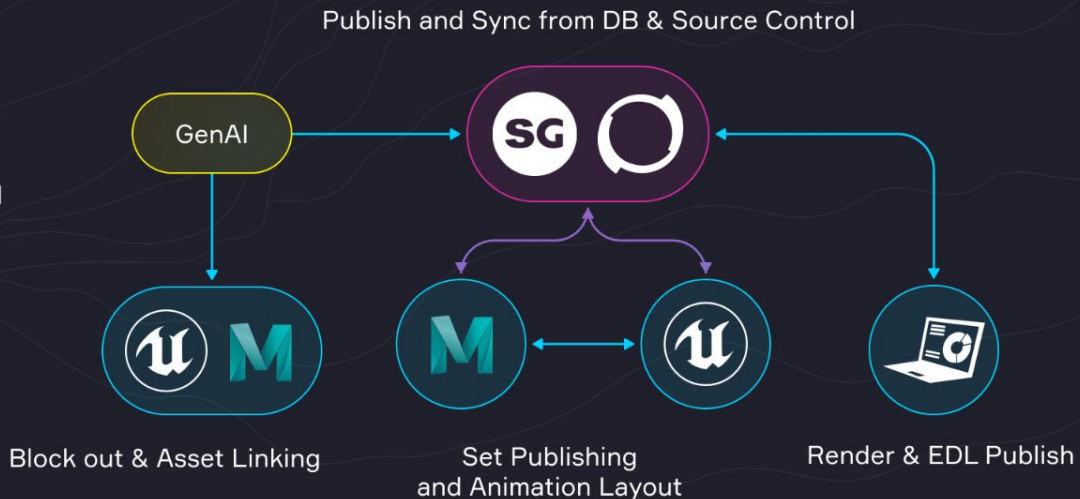 Publish and Sync from DB & Source Control
GenAI
SG
Block out & Asset Linking
Set Publishing
and Animation Layout
Render & EDL Publish